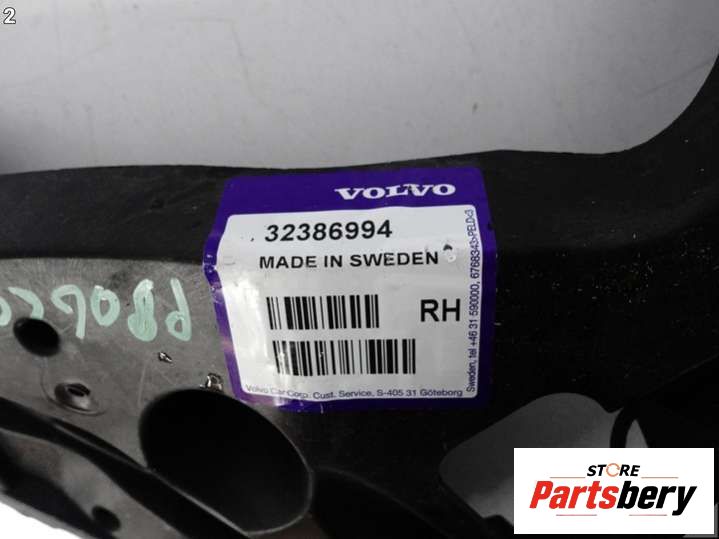 2
VOLVO
32386994
MADE IN SWEDEN
RH
Volvo Car Corp. Cust. Service, S-405 31 Göteborg
Sweden, tel +46 31 590000, 6768343>PELD<3
STORE
Partsbery